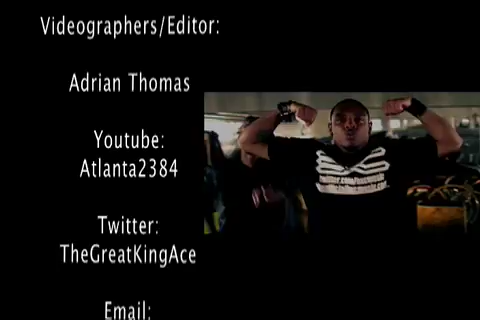 Videographers/Editor:
Adrian Thomas
Youtube:
Atlanta2384
Twitter:
TheGreatKingAce
Email: